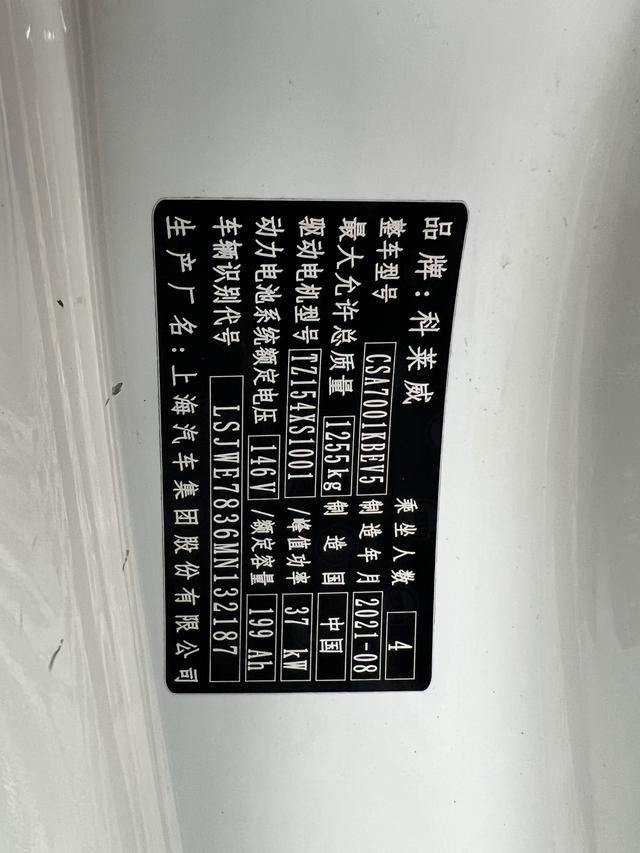 品牌：科莱威 乘坐人数 4
整车型号 CSA7001KBEV5 制造年月 2021-08
最大允许总质量 1255kg 制造国 中国
驱动电机型号 TZ154XS1001 /峰值功率 37 kW
动力电池系统额定电压 146V /额定容量 199 Ah
车辆识别代号 LSJWE7836MN132187
生产厂名：上海汽车集团股份有限公司